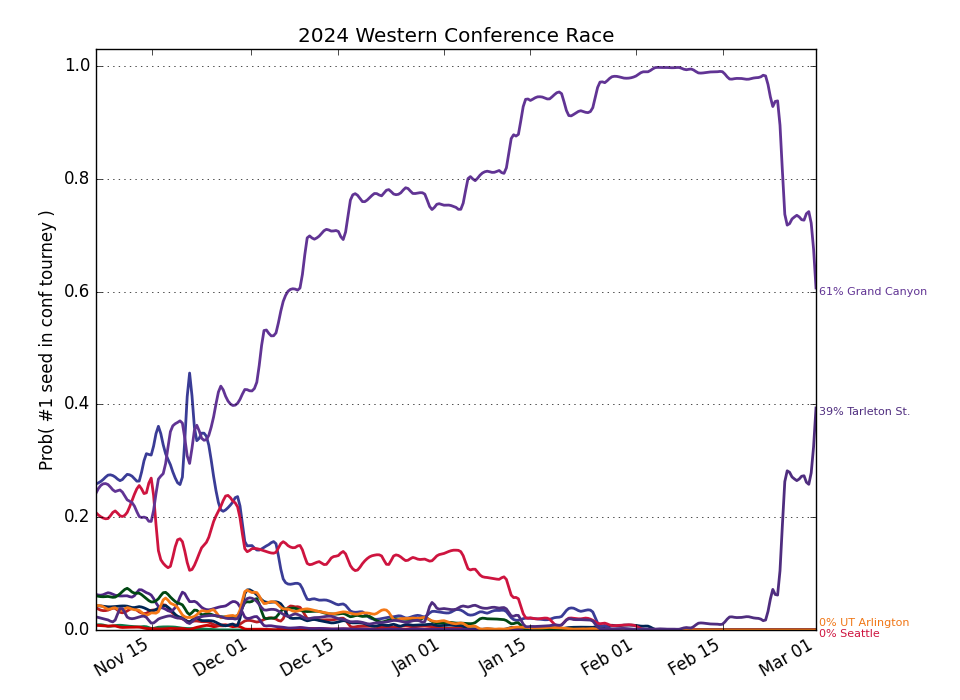 2024 Western Conference Race
Prob( #1 seed in conf tourney )
1.0
0.8
0.6
0.4
0.2
0.0
61% Grand Canyon
39% Tarleton St.
0% UT Arlington
0% Seattle
Nov 15
Dec 01
Dec 15
Jan 01
Jan 15
Feb 01
Feb 15
Mar 01